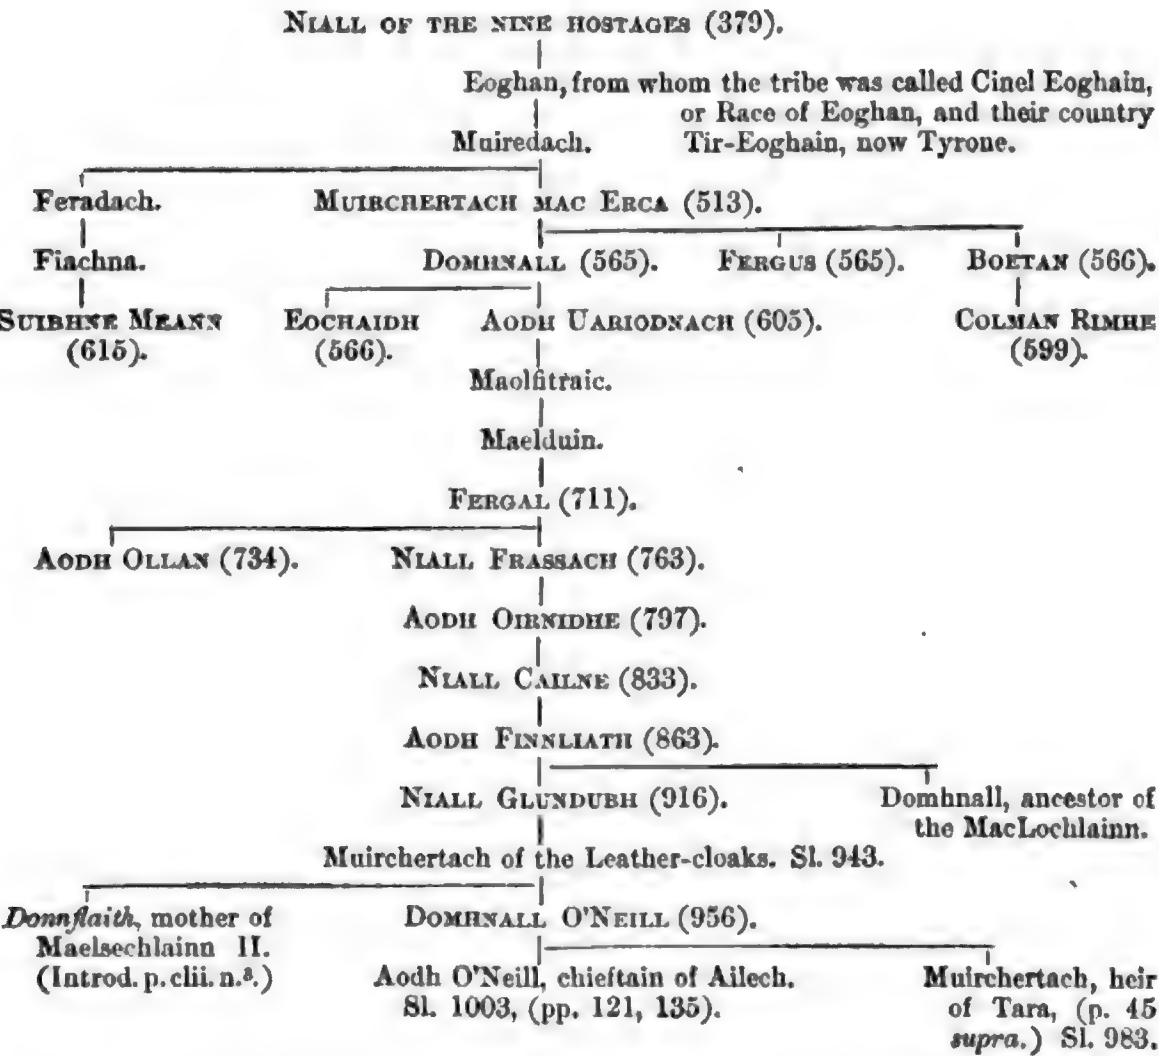 NIALL OF THE NINE HOSTAGES (379).
Eoghan, from whom the tribe was called Cinel Eoghain,
or Race of Eoghan, and their country
Muiredach. Tir-Eoghain, now Tyrone.
Feradach. MUIRCHERTACH MAC ERCA (513).
Fiachna. DOMHNALL (565). FERGUS (565). BOETAN (566).
SUIBHNE MEANN EOCHAIDH AODH UARIODNACH (605). COLMAN RIMHE
(615). (566). (599).
Maolfitraic.
Maelduin.
FERGAL (711).
AODH OLLAN (734). NIALL FRASSACH (763).
AODH OIRNIDHE (797).
NIALL CAILNE (833).
AODH FINNLIATH (863).
NIALL GLUNDUBH (916). Domhnall, ancestor of
the MacLochlainn.
Muirchertach of the Leather-cloaks. Sl. 943.
Donnflaith, mother of DOMHNALL O'NEILL (956).
Maelsechlainn II.
(Introd. p. clii. n.³.) Aodh O'Neill, chieftain of Ailech. Muirchertach, heir
Sl. 1003, (pp. 121, 135). of Tara, (p. 45
supra.) Sl. 983.